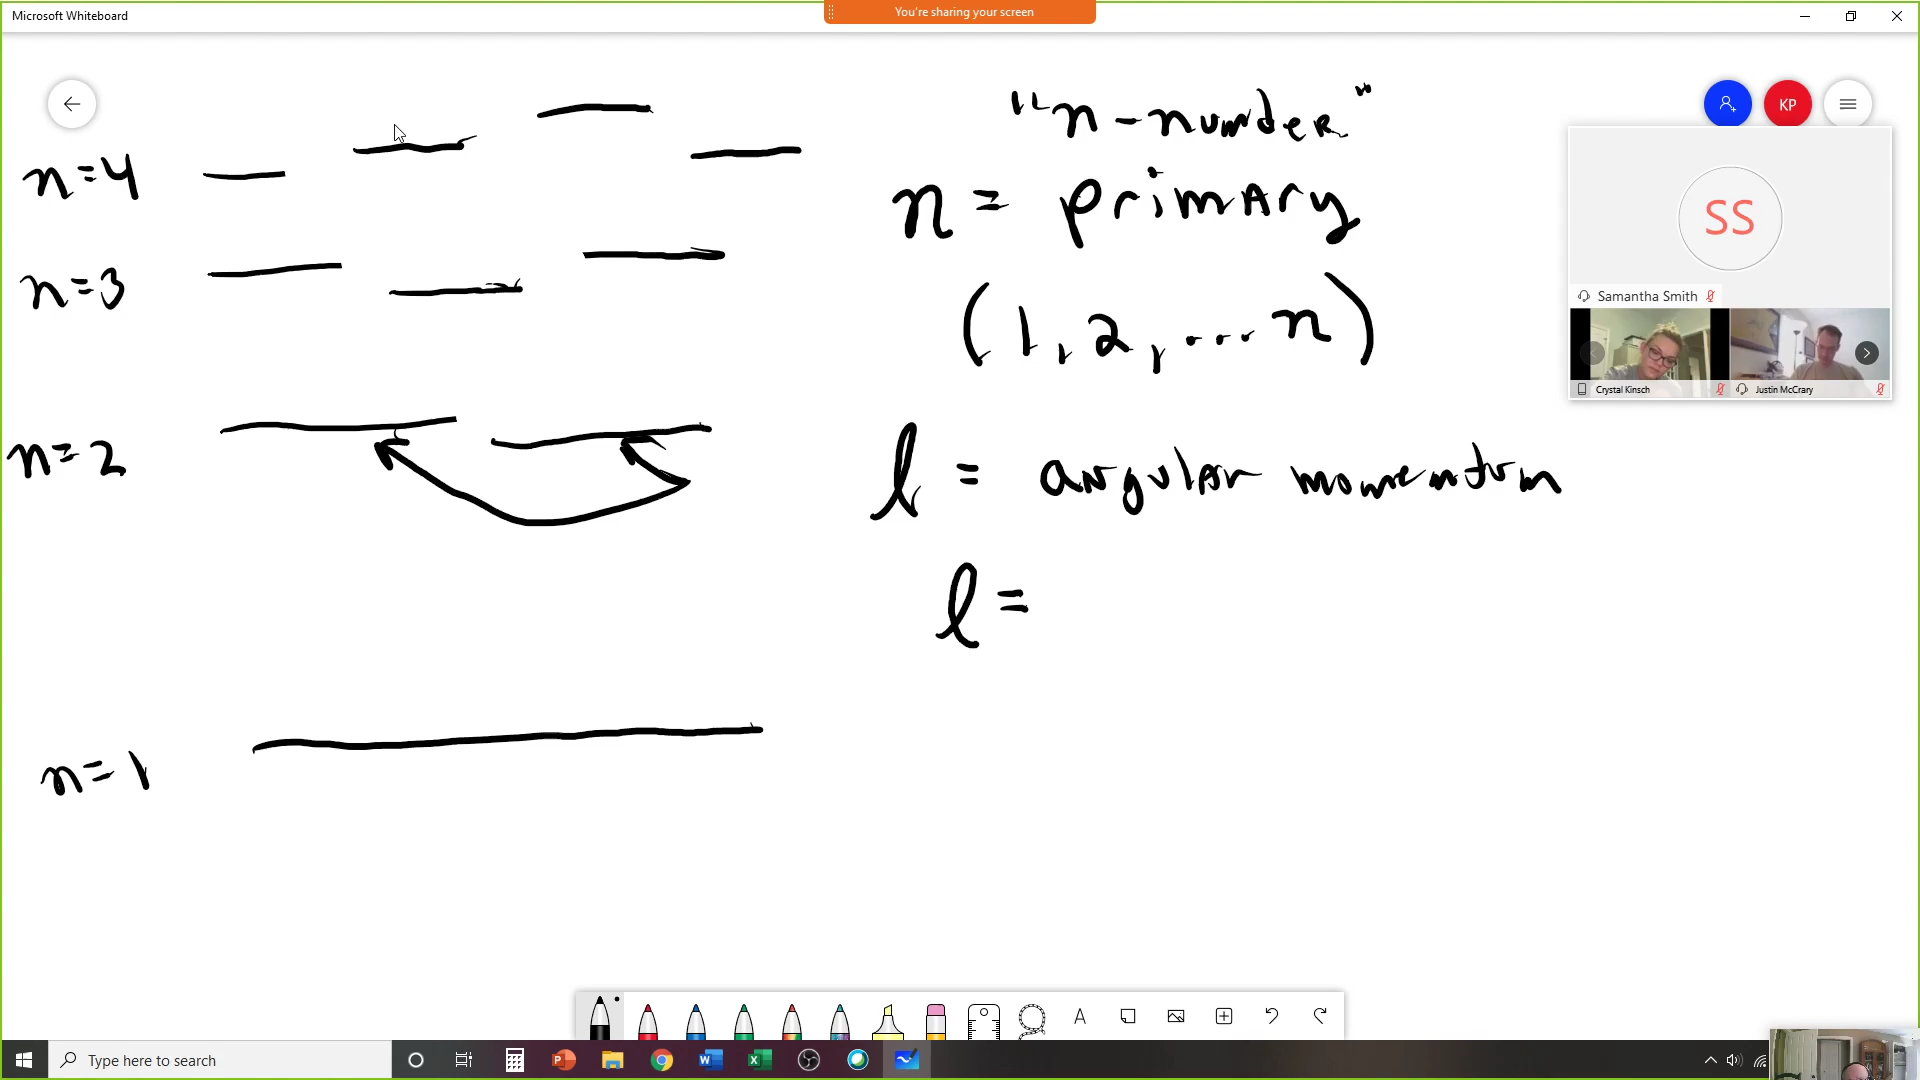 Microsoft Whiteboard
You're sharing your screen
"n-number"
KP
n=4
n = primary
SS
n=3
Samantha Smith
(1, 2, ... n)
Crystal Kinsch
Justin McCrary
n=2
l = angular momentum
l =
n=1
Type here to search